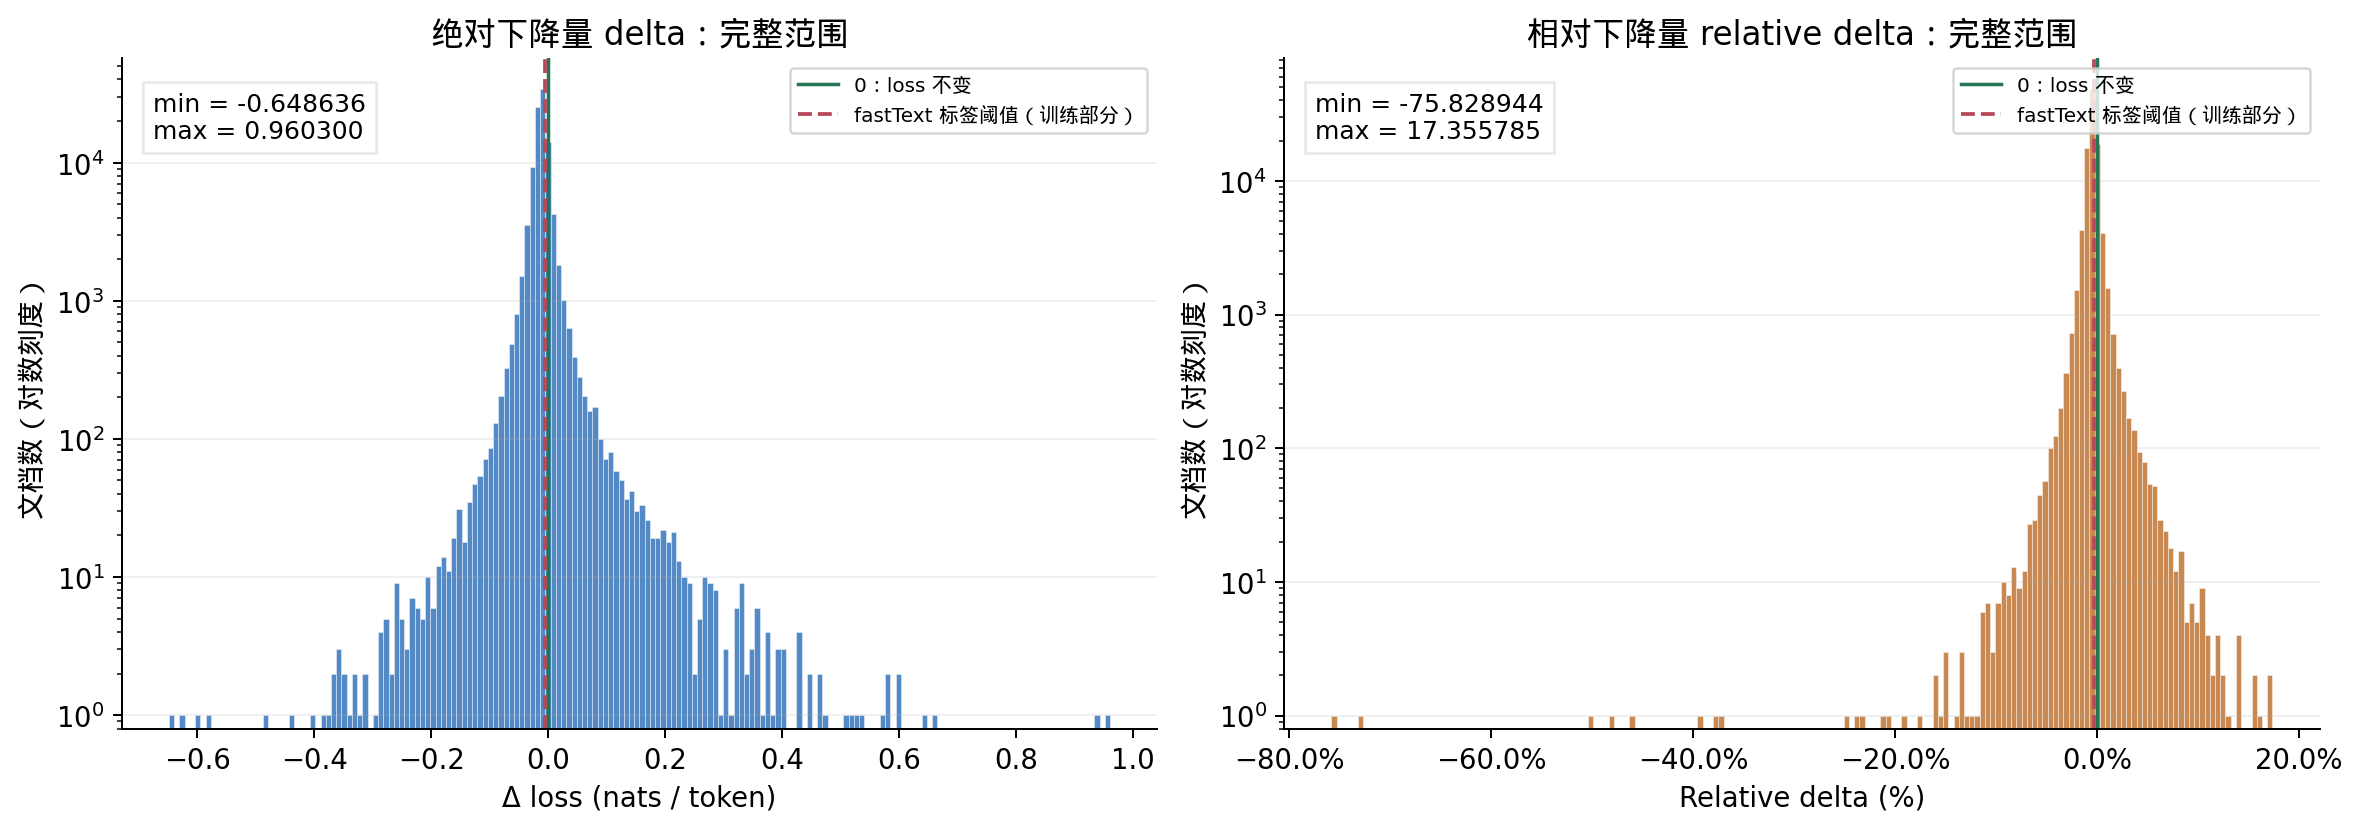 绝对下降量 delta：完整范围
min = -0.648636
max = 0.960300
0：loss 不变
fastText 标签阈值（训练部分）
文档数（对数刻度）
10⁴
10³
10²
10¹
10⁰
−0.6 −0.4 −0.2 0.0 0.2 0.4 0.6 0.8 1.0
Δ loss (nats / token)
相对下降量 relative delta：完整范围
min = -75.828944
max = 17.355785
0：loss 不变
fastText 标签阈值（训练部分）
文档数（对数刻度）
10⁴
10³
10²
10¹
10⁰
−80.0% −60.0% −40.0% −20.0% 0.0% 20.0%
Relative delta (%)